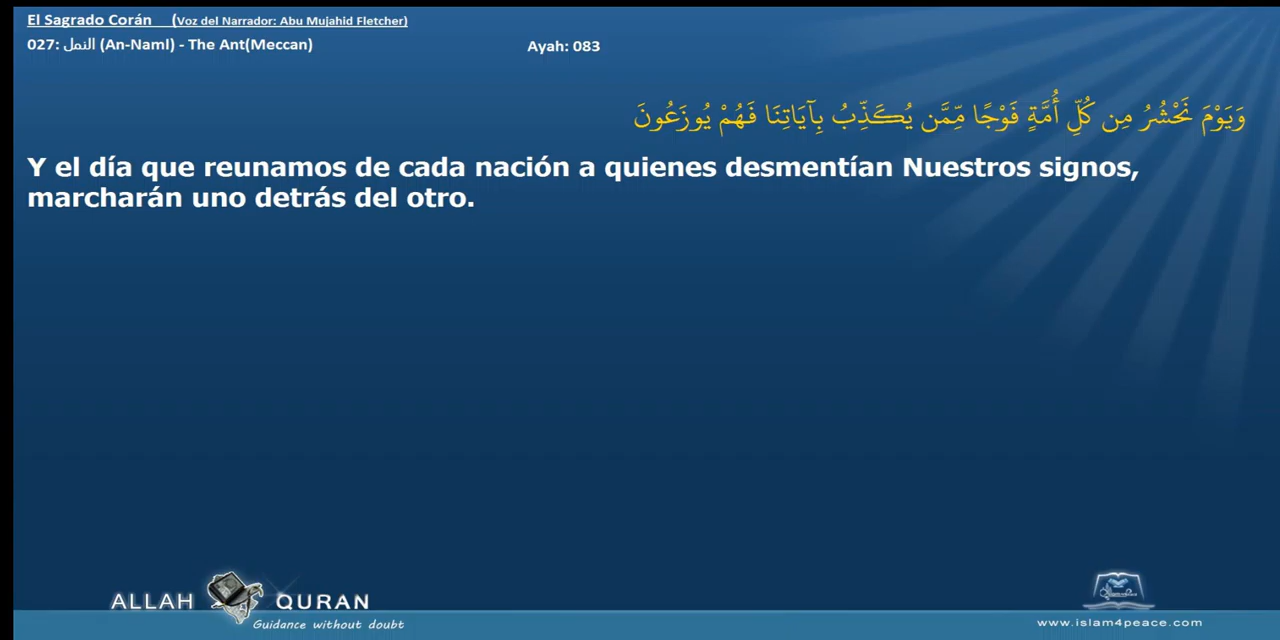 El Sagrado Corán (Voz del Narrador: Abu Mujahid Fletcher)
027: النمل (An-Naml) - The Ant(Meccan) Ayah: 083
وَيَوْمَ نَحْشُرُ مِن كُلِّ أُمَّةٍ فَوْجًا مِّمَّن يُكَذِّبُ بِآيَاتِنَا فَهُمْ يُوزَعُونَ
Y el día que reunamos de cada nación a quienes desmentían Nuestros signos,
marcharán uno detrás del otro.
ALLAH QURAN
Guidance without doubt
www.islam4peace.com